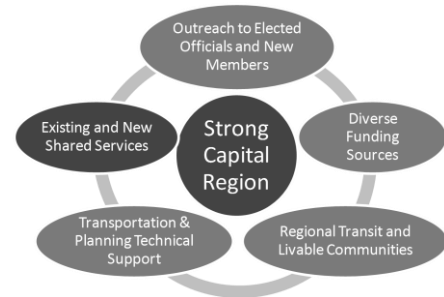 Outreach to Elected
Officials and New
Members
Existing and New
Shared Services
Strong
Capital
Region
Diverse
Funding
Sources
Transportation &
Planning Technical
Support
Regional Transit and
Livable Communities